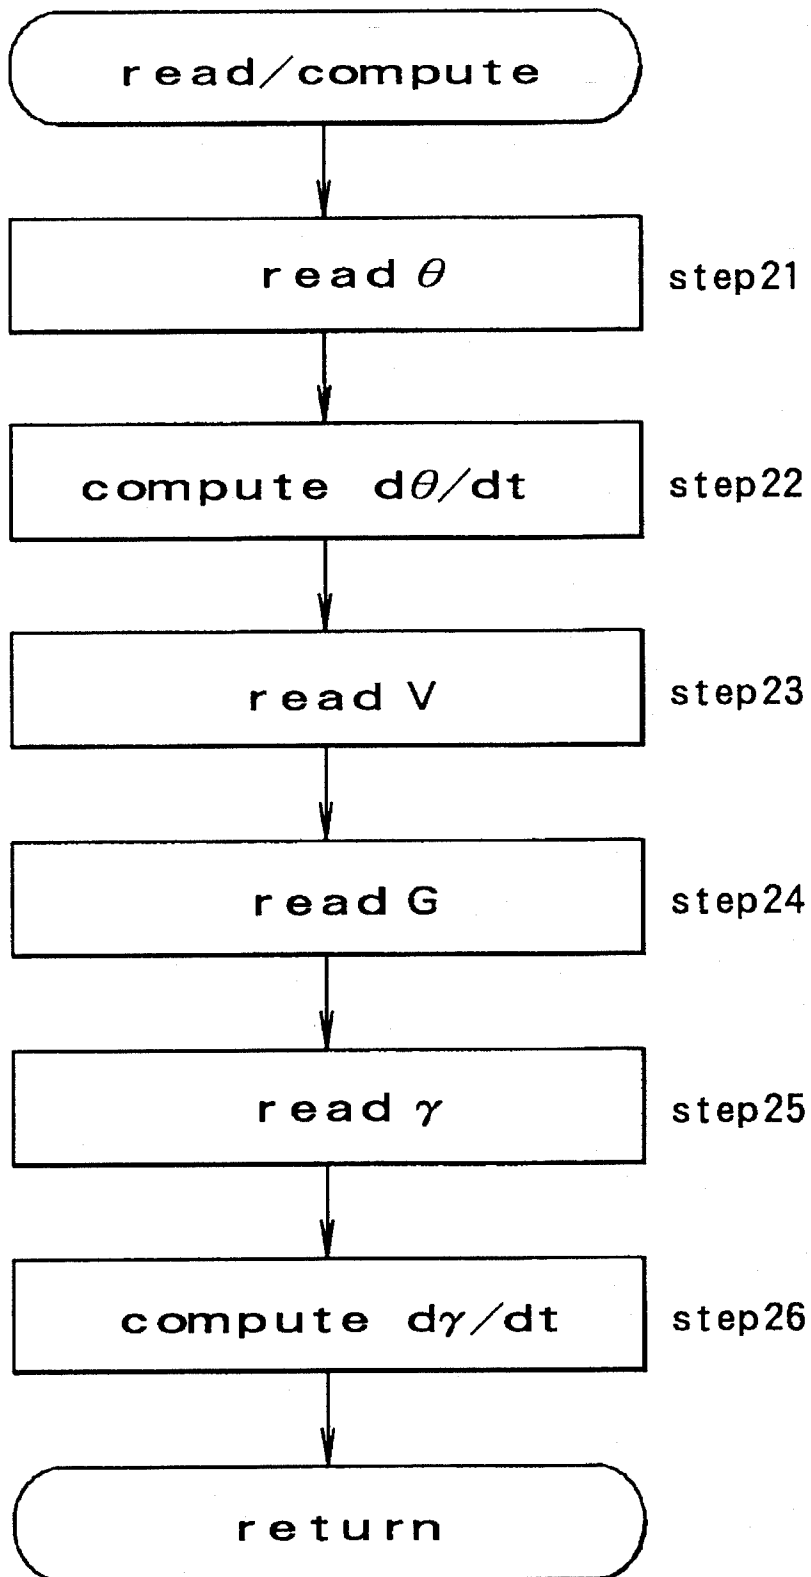 read/compute
read θ step21
compute dθ/dt step22
read V step23
read G step24
read γ step25
compute dγ/dt step26
return